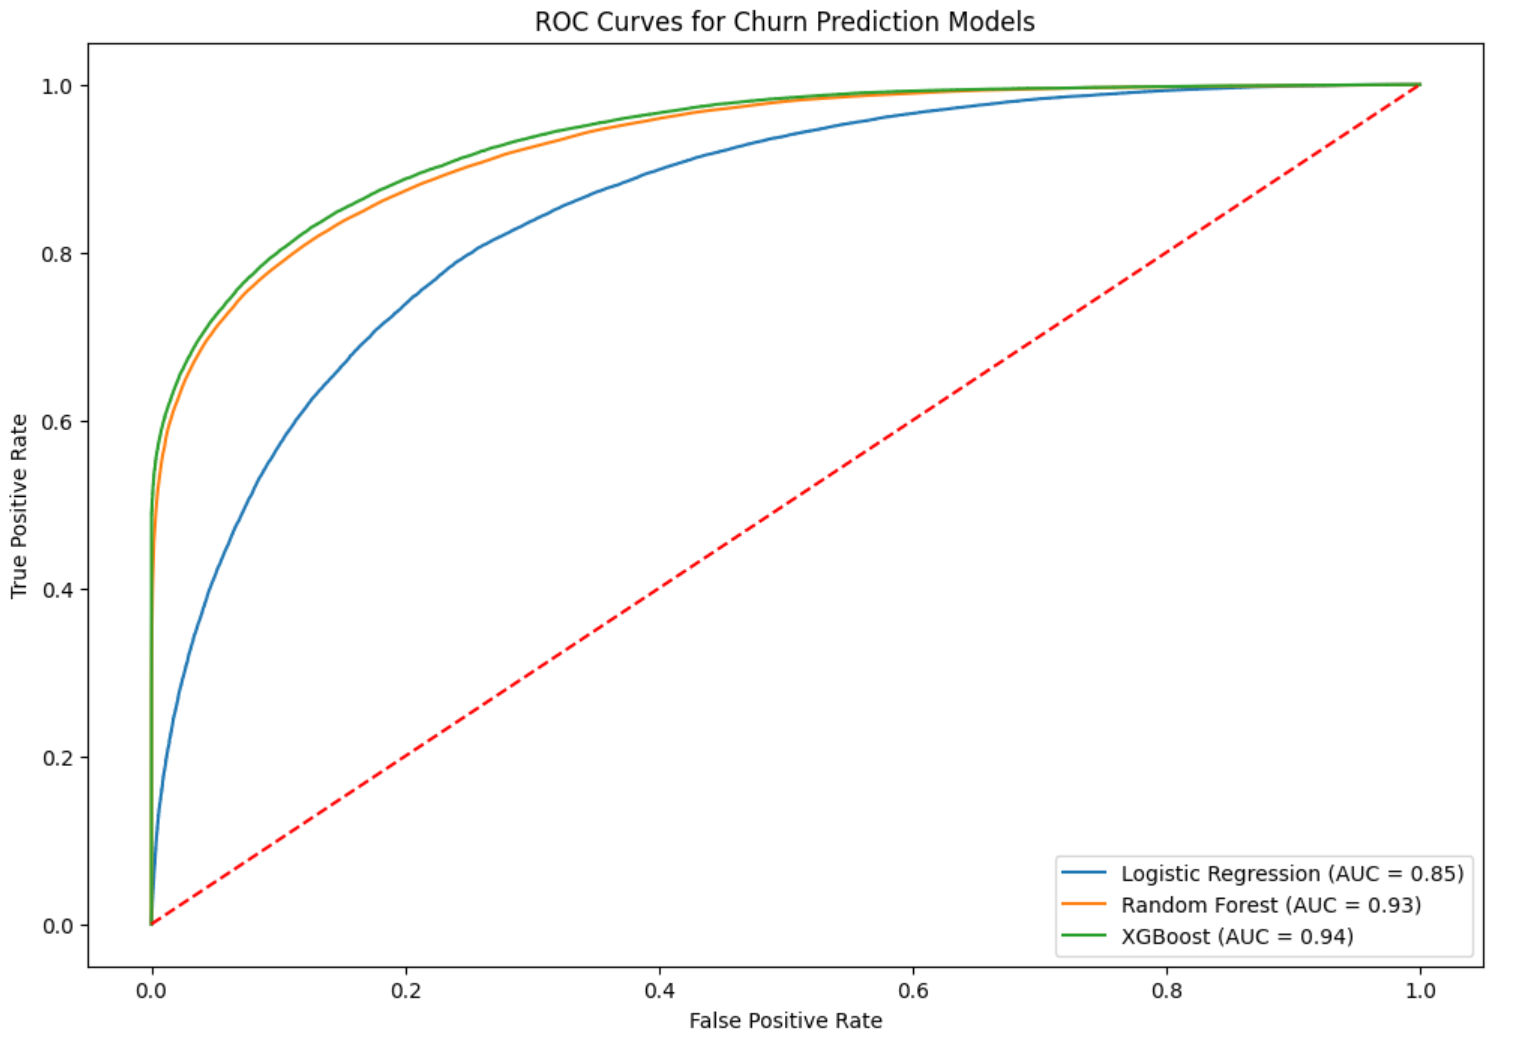 ROC Curves for Churn Prediction Models
True Positive Rate
1.0
0.8
0.6
0.4
0.2
0.0
Logistic Regression (AUC = 0.85)
Random Forest (AUC = 0.93)
XGBoost (AUC = 0.94)
0.0 0.2 0.4 0.6 0.8 1.0
False Positive Rate